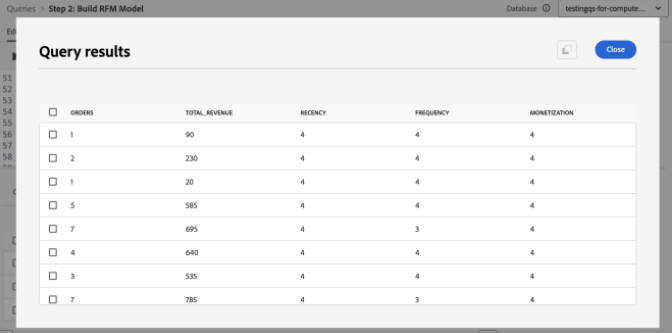 Queries > Step 2: Build RFM Model Database testingqs-for-compute...
Query results Close
ORDERS TOTAL_REVENUE RECENCY FREQUENCY MONETIZATION
1 90 4 4 4
2 230 4 4 4
1 20 4 4 4
5 585 4 4 4
7 695 4 3 4
4 640 4 4 4
3 535 4 4 4
7 785 4 3 4
51
52
53
54
55
56
57
58